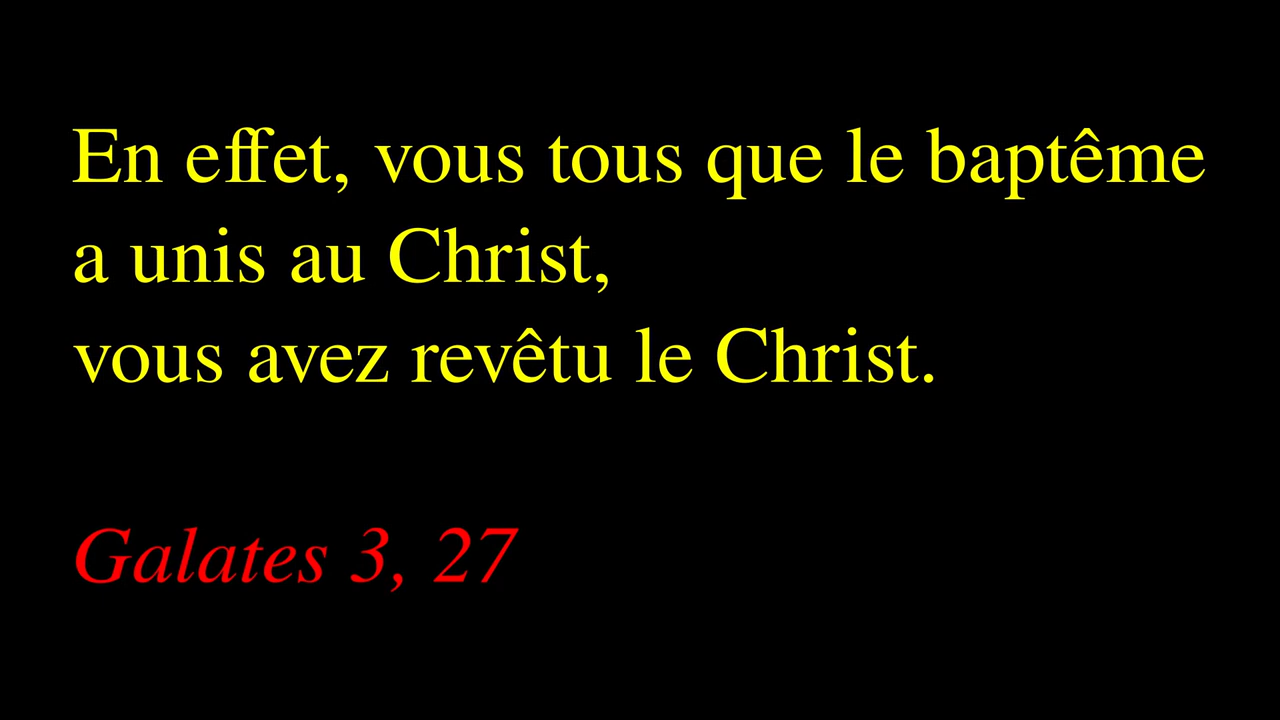 En effet, vous tous que le baptême
a unis au Christ,
vous avez revêtu le Christ.
Galates 3, 27